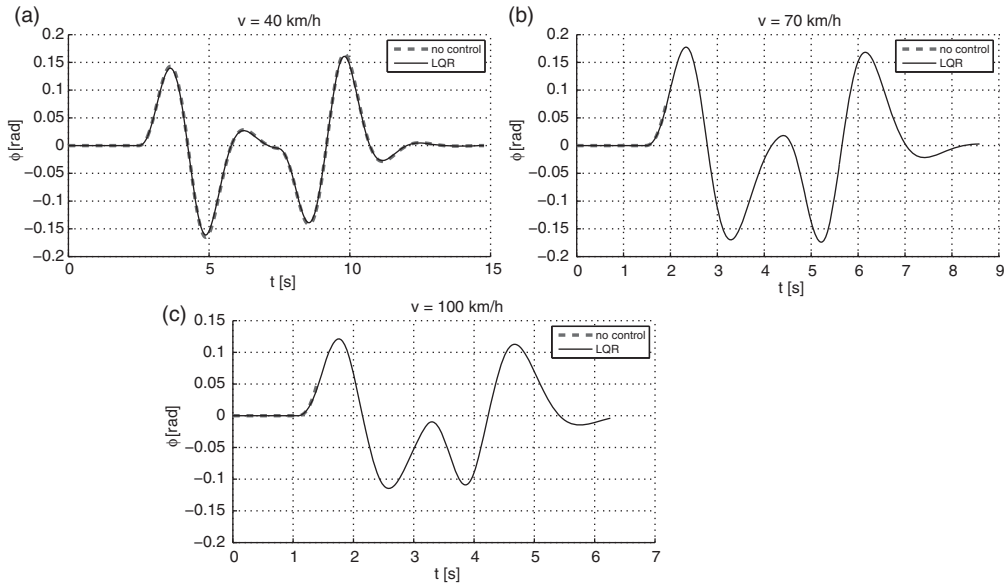 (a)
v = 40 km/h
0.2
0.15
0.1
0.05
0
−0.05
−0.1
−0.15
−0.2
ϕ [rad]
no control
LQR
0 5 10 15
t [s]
(b)
v = 70 km/h
0.2
0.15
0.1
0.05
0
−0.05
−0.1
−0.15
−0.2
ϕ [rad]
no control
LQR
0 1 2 3 4 5 6 7 8 9
t [s]
(c)
v = 100 km/h
0.15
0.1
0.05
0
−0.05
−0.1
−0.15
−0.2
ϕ [rad]
no control
LQR
0 1 2 3 4 5 6 7
t [s]